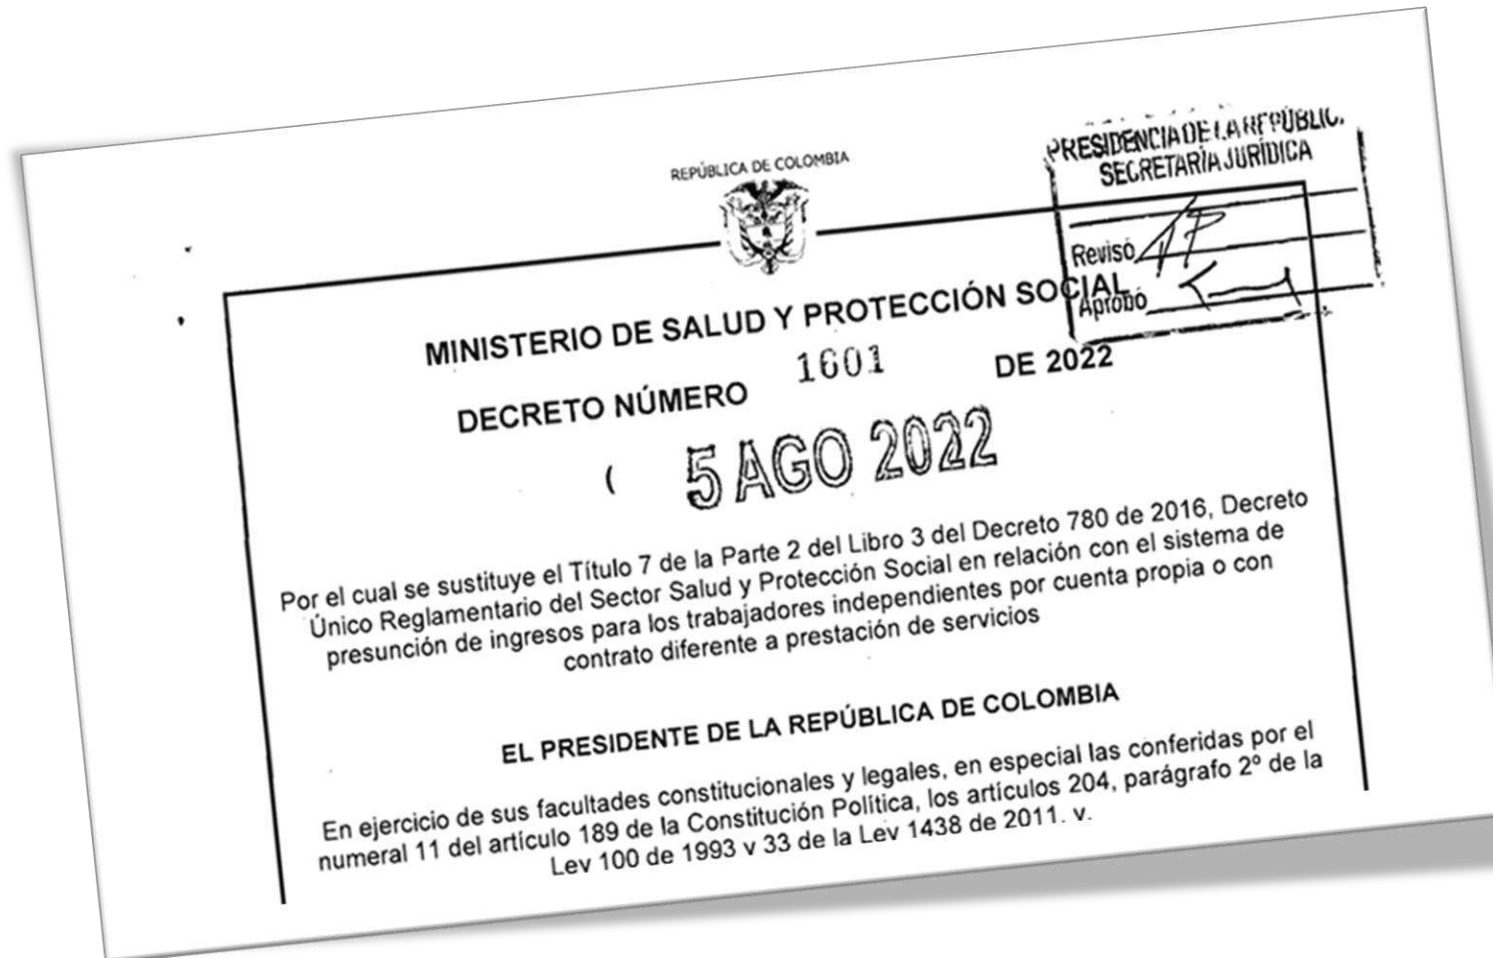 REPÚBLICA DE COLOMBIA
PRESIDENCIA DE LA REPÚBLIC
SECRETARÍA JURÍDICA
Revisó
Aprobó
MINISTERIO DE SALUD Y PROTECCIÓN SOCIAL
DECRETO NÚMERO 1601 DE 2022
( 5 AGO 2022
Por el cual se sustituye el Título 7 de la Parte 2 del Libro 3 del Decreto 780 de 2016, Decreto
Único Reglamentario del Sector Salud y Protección Social en relación con el sistema de
presunción de ingresos para los trabajadores independientes por cuenta propia o con
contrato diferente a prestación de servicios
EL PRESIDENTE DE LA REPÚBLICA DE COLOMBIA
En ejercicio de sus facultades constitucionales y legales, en especial las conferidas por el
numeral 11 del artículo 189 de la Constitución Política, los artículos 204, parágrafo 2º de la
Ley 100 de 1993 y 33 de la Ley 1438 de 2011. y.